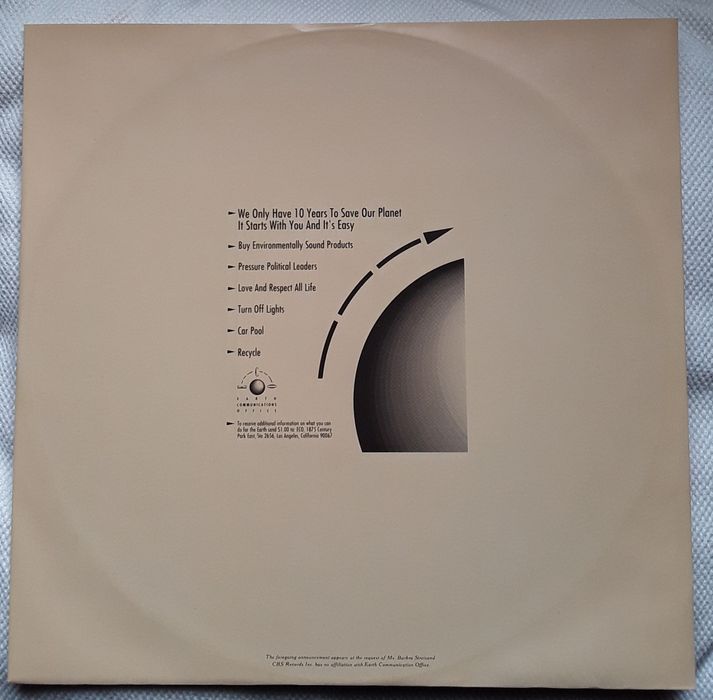 We Only Have 10 Years To Save Our Planet
It Starts With You And It's Easy
Buy Environmentally Sound Products
Pressure Political Leaders
Love And Respect All Life
Turn Off Lights
Car Pool
Recycle
EARTH
COMMUNICATIONS
OFFICE
To receive additional information on what you can
do for the Earth send $1.00 to: ECO, 1875 Century
Park East, Ste 2656, Los Angeles, California 90067
The foregoing announcement appears at the request of Ms. Barbra Streisand
CBS Records Inc. has no affiliation with Earth Communication Office.